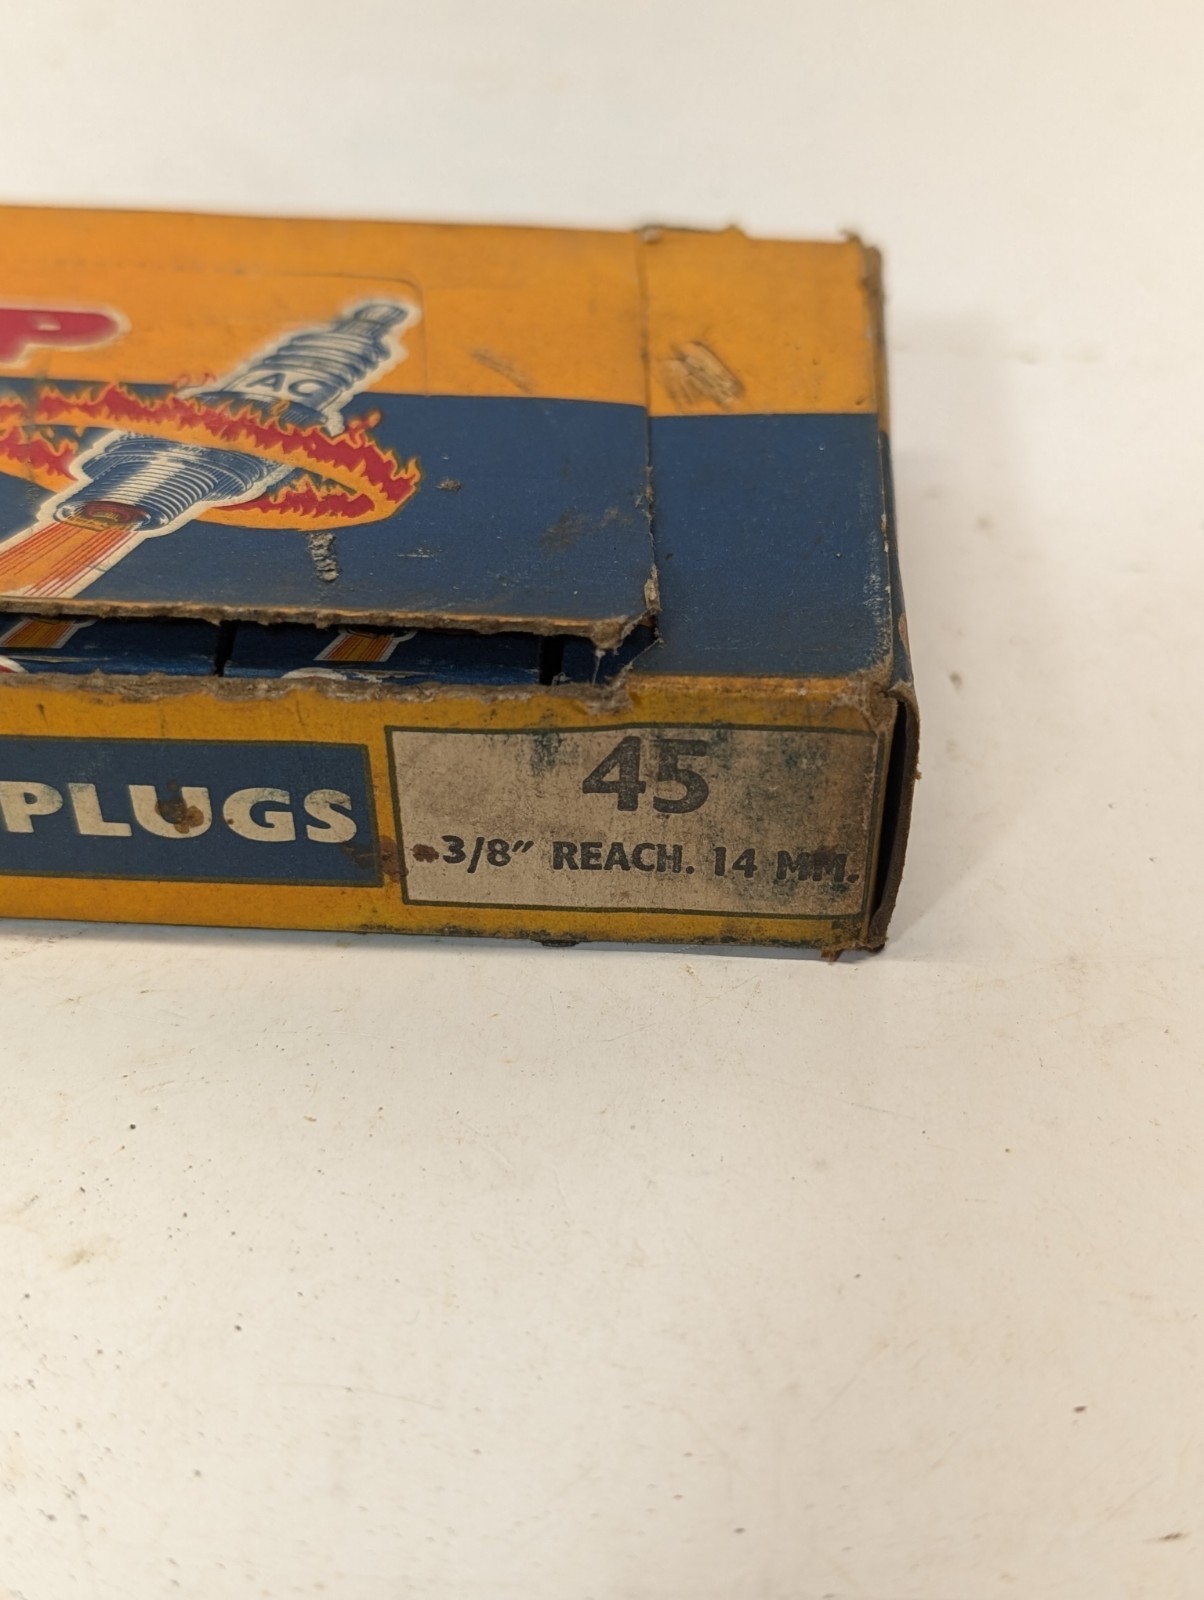 P
AC
PLUGS
45
3/8" REACH. 14 MM.